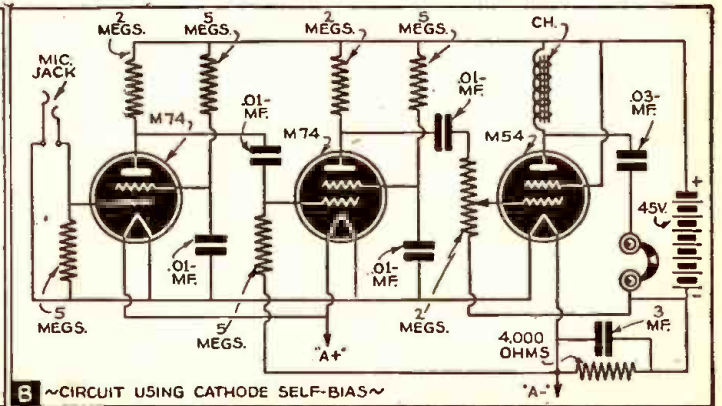 2
MEGS.
5
MEGS.
2
MEGS.
5
MEGS.
CH.
MIC.
JACK
M74
.01-
MF.
M74
.01-
MF.
M54
.03-
MF.
45V.
+
-
.01-
MF.
.01-
MF.
5
MEGS.
5
MEGS.
2
MEGS.
4,000
OHMS
3
MF.
"A+"
"A-"
B ~CIRCUIT USING CATHODE SELF-BIAS~